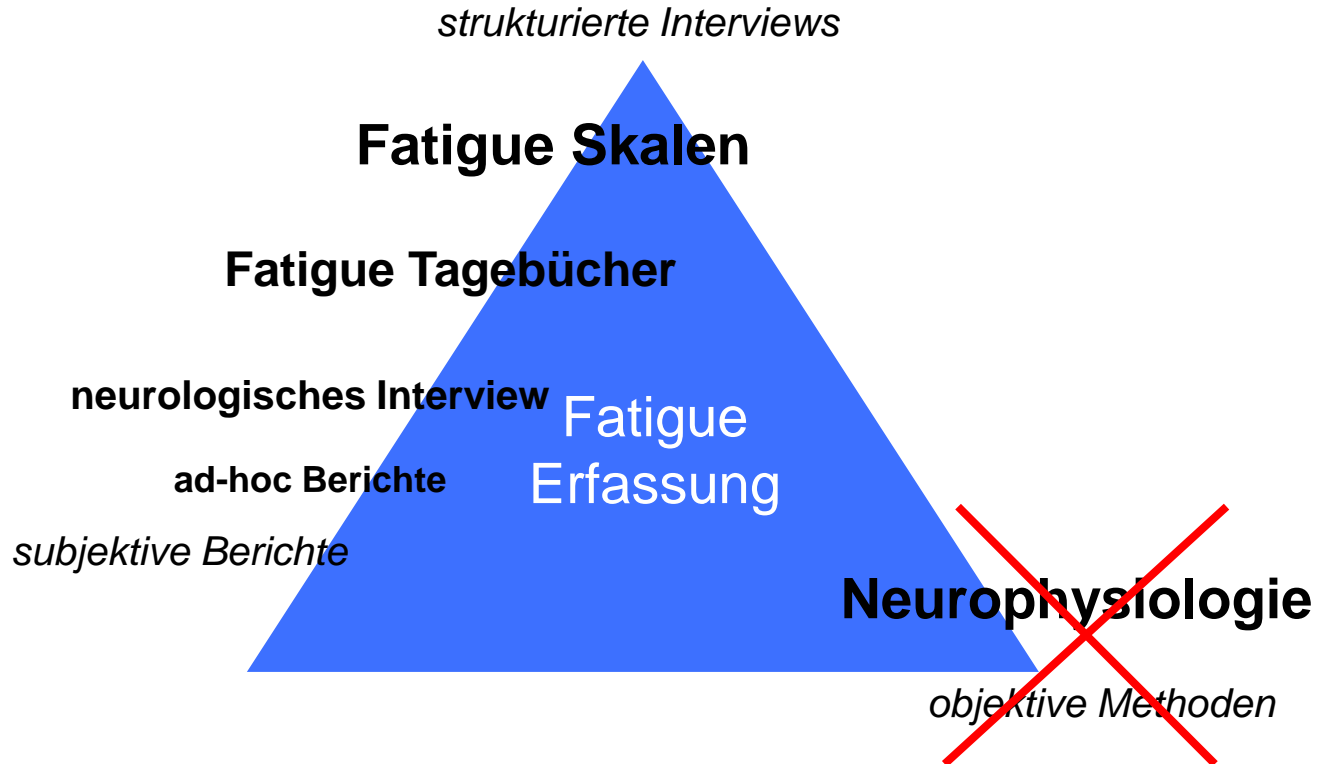 strukturierte Interviews
Fatigue Skalen
Fatigue Tagebücher
neurologisches Interview
Fatigue
Erfassung
ad-hoc Berichte
subjektive Berichte
Neurophysiologie
objektive Methoden